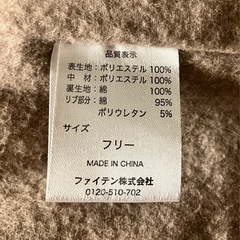 品質表示
表生地：ポリエステル 100%
中　材：ポリエステル 100%
裏生地：綿 100%
リブ部分：綿 95%
ポリウレタン 5%
サイズ
フリー
MADE IN CHINA
ファイテン株式会社
0120-510-702